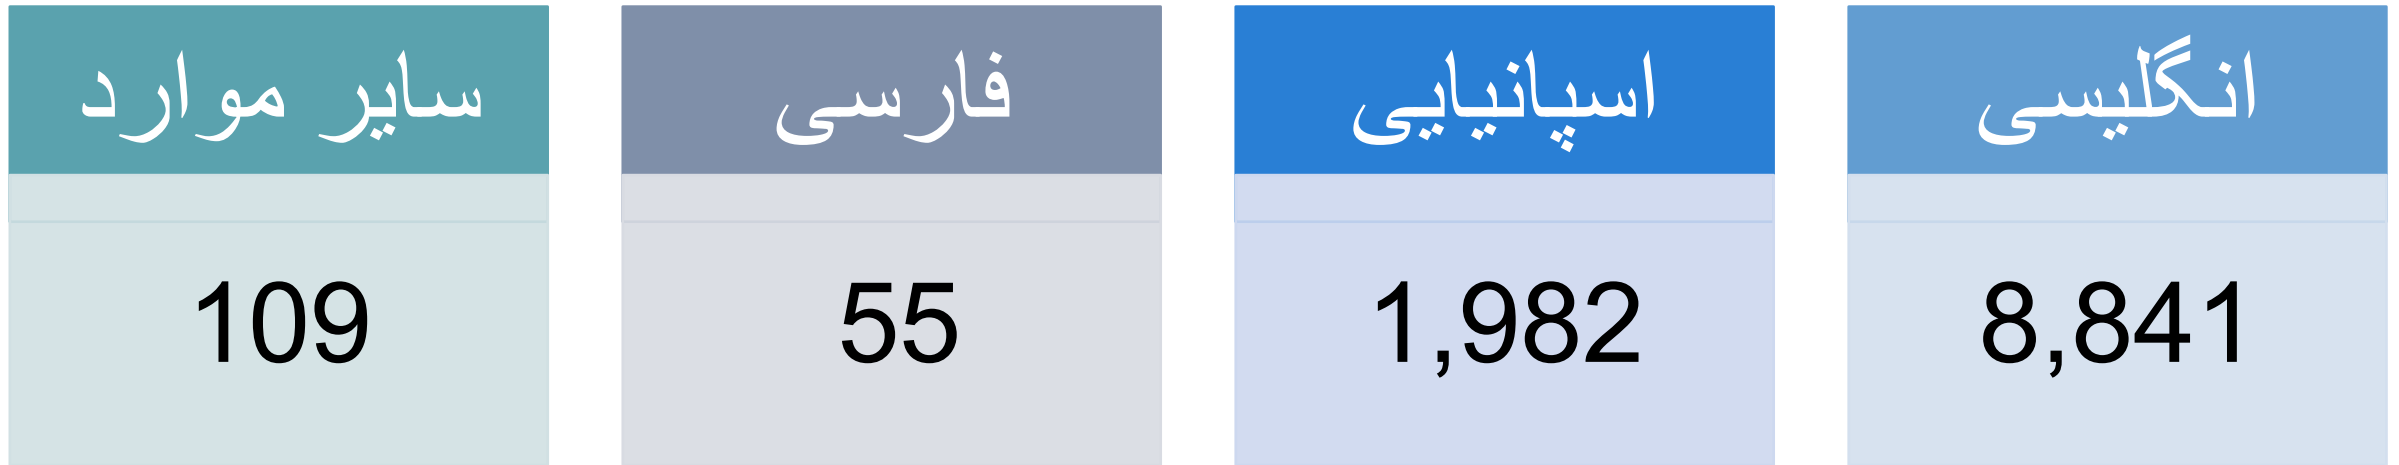 انگلیسی
8,841
اسپانیایی
1,982
فارسی
55
سایر موارد
109